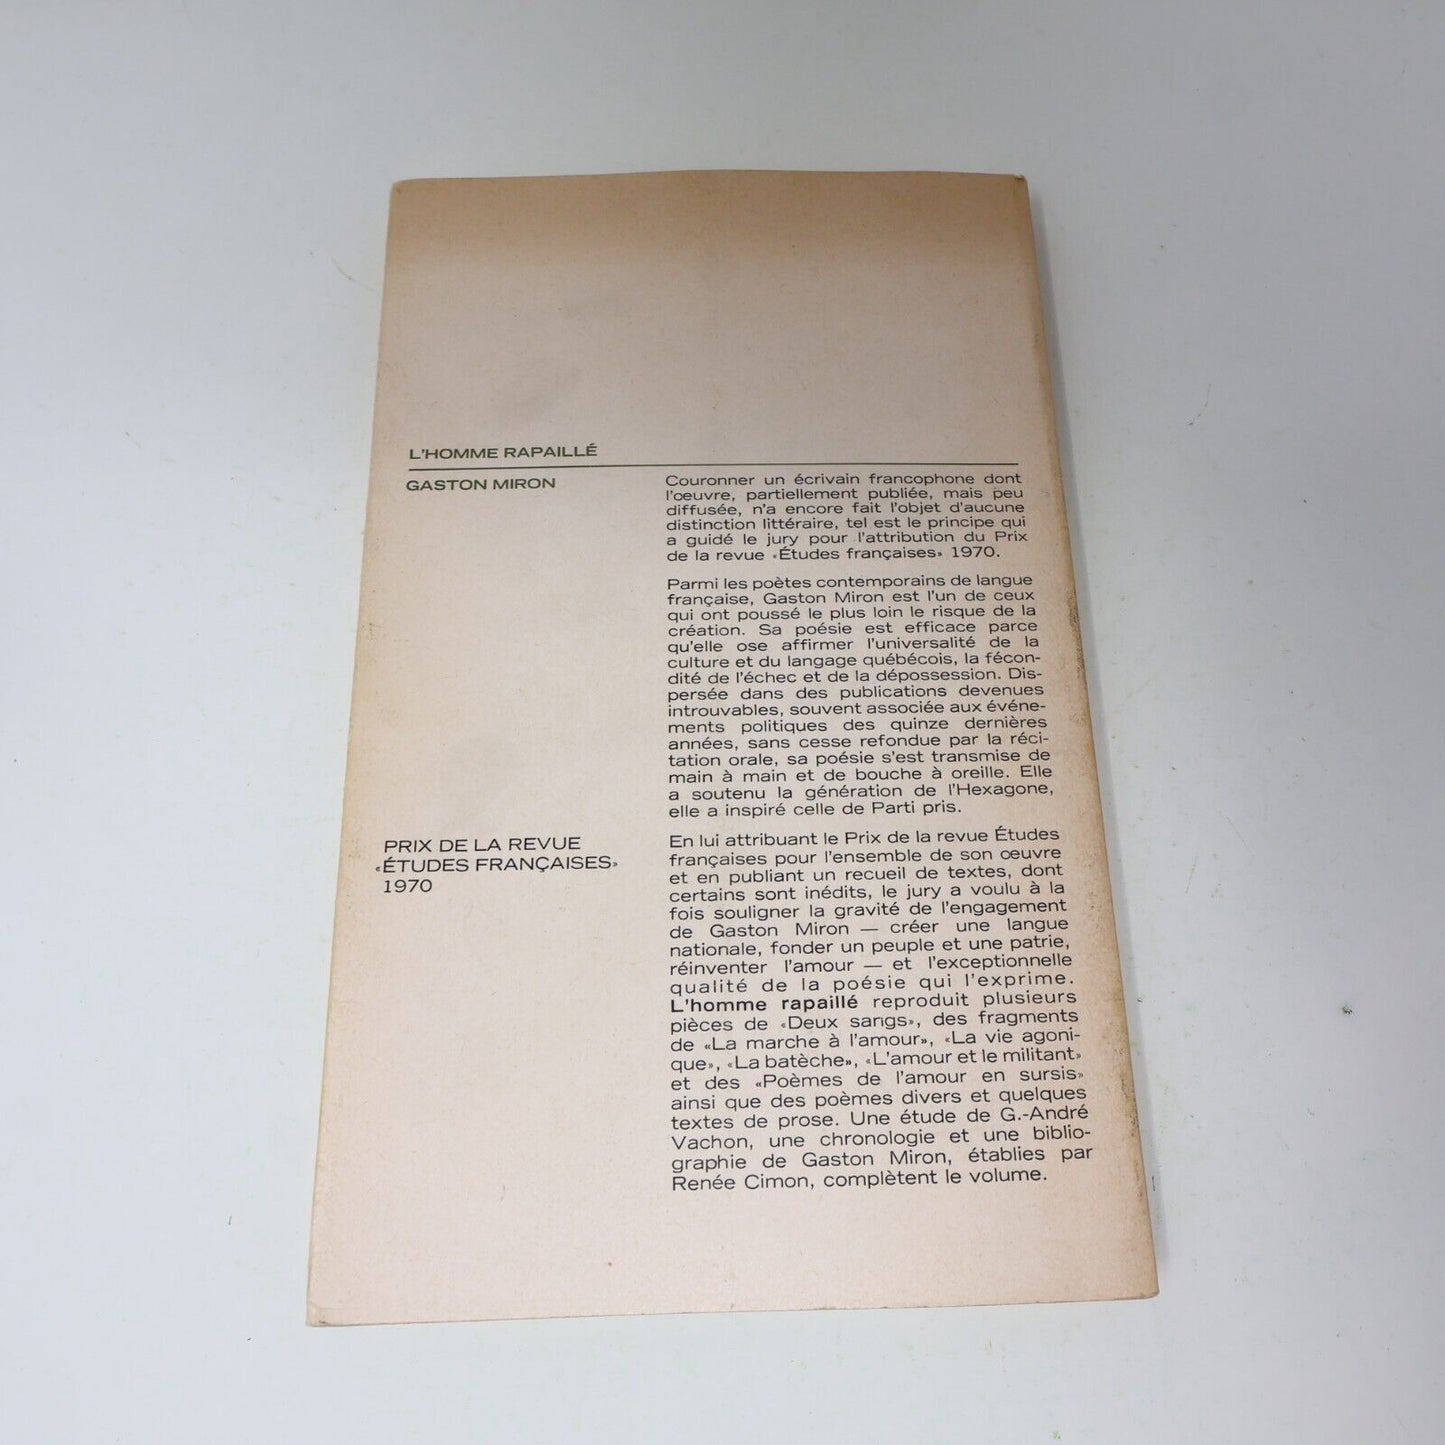 L'HOMME RAPAILLÉ
GASTON MIRON
Couronner un écrivain francophone dont
l'œuvre, partiellement publiée, mais peu
diffusée, n'a encore fait l'objet d'aucune
distinction littéraire, tel est le principe qui
a guidé le jury pour l'attribution du Prix
de la revue «Études françaises» 1970.
Parmi les poètes contemporains de langue
française, Gaston Miron est l'un de ceux
qui ont poussé le plus loin le risque de la
création. Sa poésie est efficace parce
qu'elle ose affirmer l'universalité de la
culture et du langage québécois, la fécon-
dité de l'échec et de la dépossession. Dis-
persée dans des publications devenues
introuvables, souvent associée aux événe-
ments politiques des quinze dernières
années, sans cesse refondue par la réci-
tation orale, sa poésie s'est transmise de
main à main et de bouche à oreille. Elle
a soutenu la génération de l'Hexagone,
elle a inspiré celle de Parti pris.
PRIX DE LA REVUE
«ÉTUDES FRANÇAISES»
1970
En lui attribuant le Prix de la revue Études
françaises pour l'ensemble de son œuvre
et en publiant un recueil de textes, dont
certains sont inédits, le jury a voulu à la
fois souligner la gravité de l'engagement
de Gaston Miron — créer une langue
nationale, fonder un peuple et une patrie,
réinventer l'amour — et l'exceptionnelle
qualité de la poésie qui l'exprime.
L'homme rapaillé reproduit plusieurs
pièces de «Deux sangs», des fragments
de «La marche à l'amour», «La vie agoni-
que», «La batèche», «L'amour et le militant»
et des «Poèmes de l'amour en sursis»
ainsi que des poèmes divers et quelques
textes de prose. Une étude de G.-André
Vachon, une chronologie et une biblio-
graphie de Gaston Miron, établies par
Renée Cimon, complètent le volume.